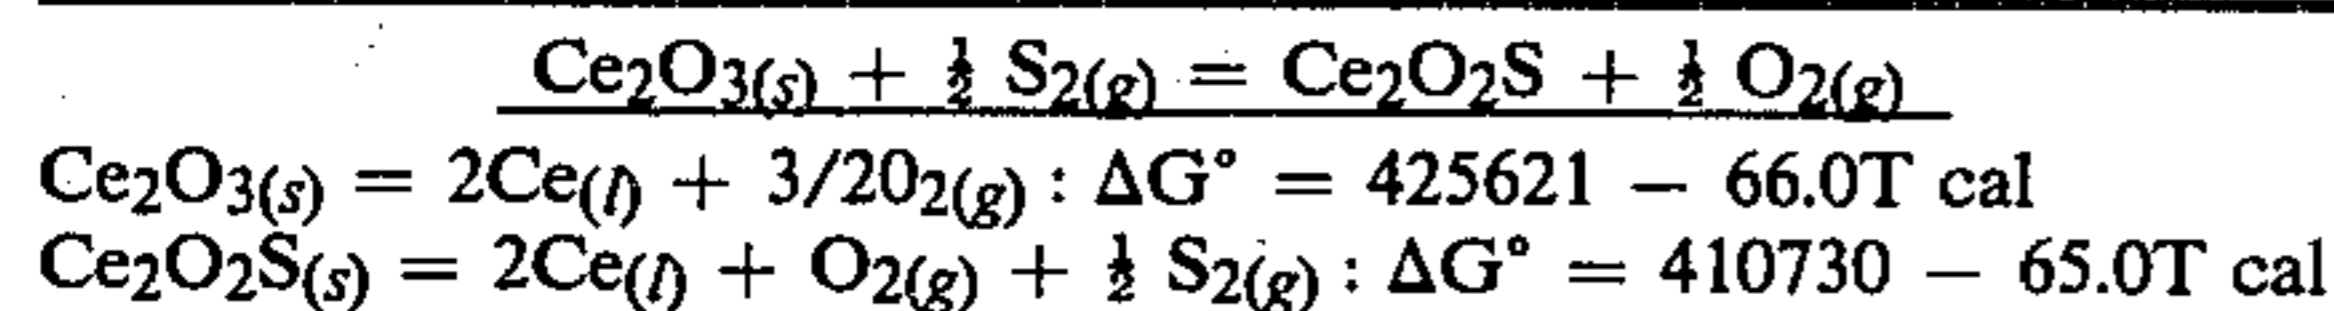 Ce₂O₃(s) + ½ S₂(g) = Ce₂O₂S + ½ O₂(g)
Ce₂O₃(s) = 2Ce(l) + 3/2O₂(g) : ΔG° = 425621 − 66.0T cal
Ce₂O₂S(s) = 2Ce(l) + O₂(g) + ½ S₂(g) : ΔG° = 410730 − 65.0T cal